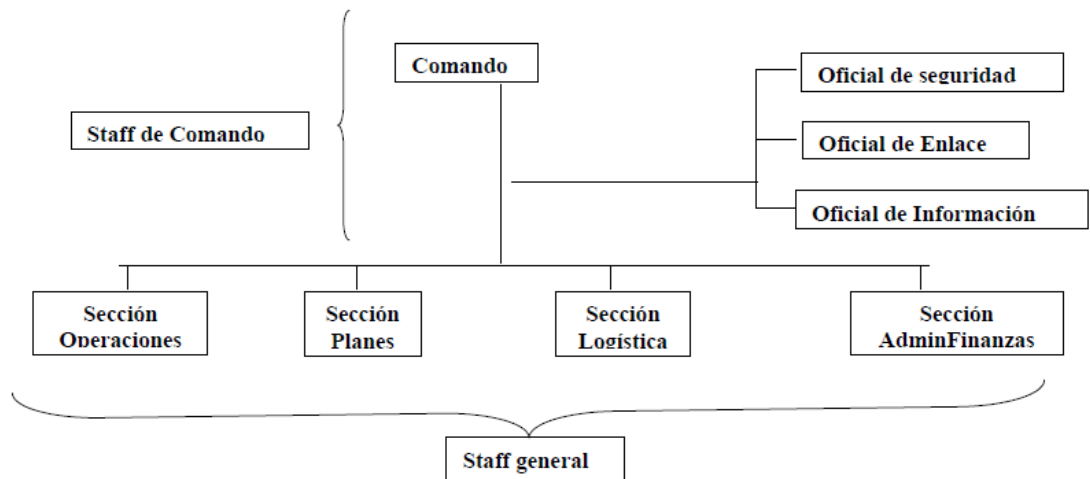 Comando
Oficial de seguridad
Staff de Comando
Oficial de Enlace
Oficial de Información
Sección
Operaciones
Sección
Planes
Sección
Logística
Sección
AdminFinanzas
Staff general